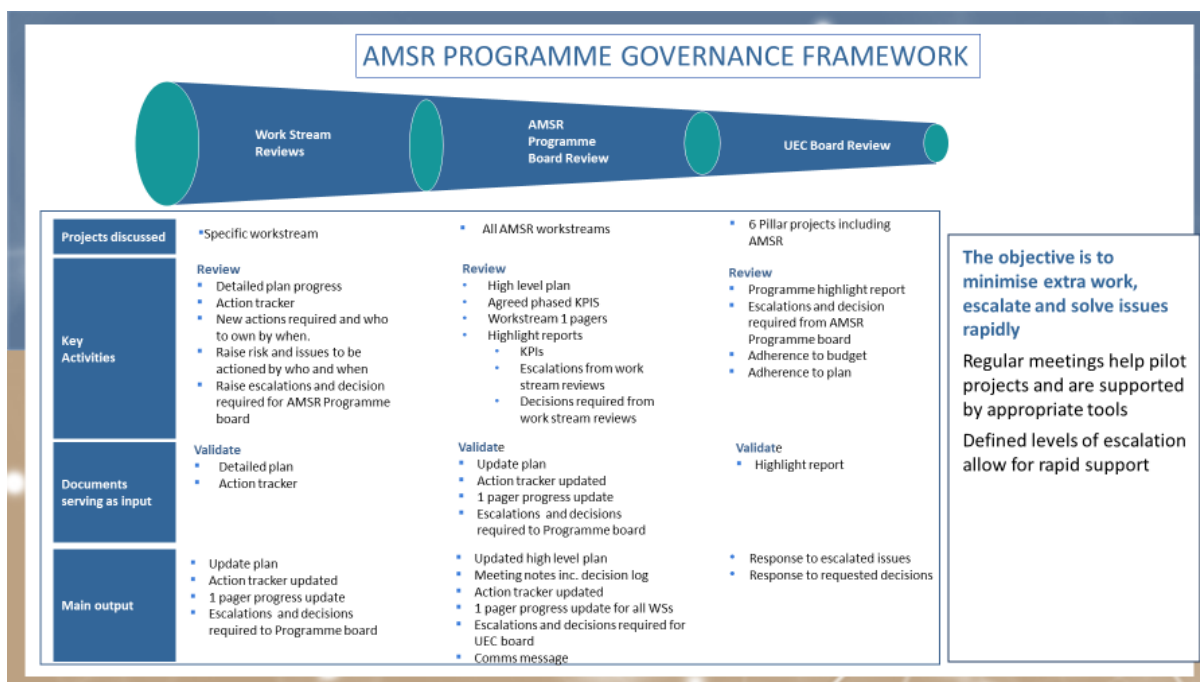 AMSR PROGRAMME GOVERNANCE FRAMEWORK
Work Stream
Reviews
AMSR
Programme
Board Review
UEC Board Review
Projects discussed
Specific workstream
All AMSR workstreams
6 Pillar projects including
AMSR
Key
Activities
Review
Detailed plan progress
Action tracker
New actions required and who
to own by when.
Raise risk and issues to be
actioned by who and when
Raise escalations and decision
required for AMSR Programme
board
Review
High level plan
Agreed phased KPIS
Workstream 1 pagers
Highlight reports
KPIs
Escalations from work
stream reviews
Decisions required from
work stream reviews
Review
Programme highlight report
Escalations and decision
required from AMSR
Programme board
Adherence to budget
Adherence to plan
Documents
serving as input
Validate
Detailed plan
Action tracker
Validate
Update plan
Action tracker updated
1 pager progress update
Escalations and decisions
required to Programme board
Validate
Highlight report
Main output
Update plan
Action tracker updated
1 pager progress update
Escalations and decisions
required to Programme board
Updated high level plan
Meeting notes inc. decision log
Action tracker updated
1 pager progress update for all WSs
Escalations and decisions required for
UEC board
Comms message
Response to escalated issues
Response to requested decisions
The objective is to
minimise extra work,
escalate and solve issues
rapidly
Regular meetings help pilot
projects and are supported
by appropriate tools
Defined levels of escalation
allow for rapid support